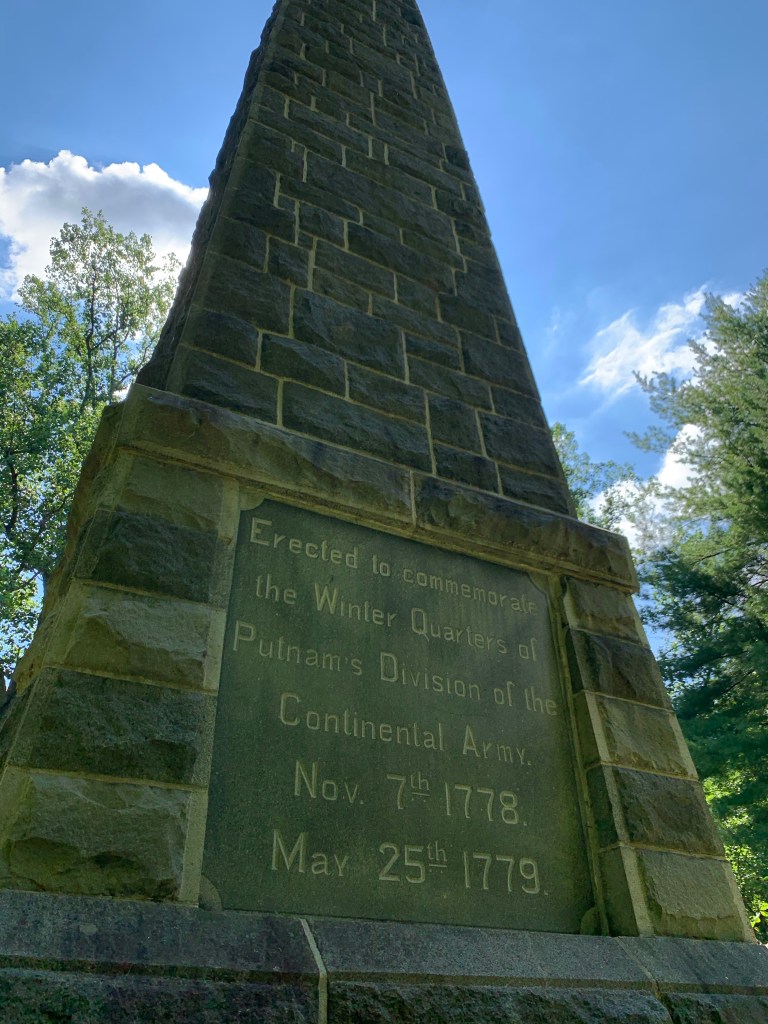 Erected to commemorate
the Winter Quarters of
Putnam's Division of the
Continental Army.
Nov. 7th 1778.
May 25th 1779.